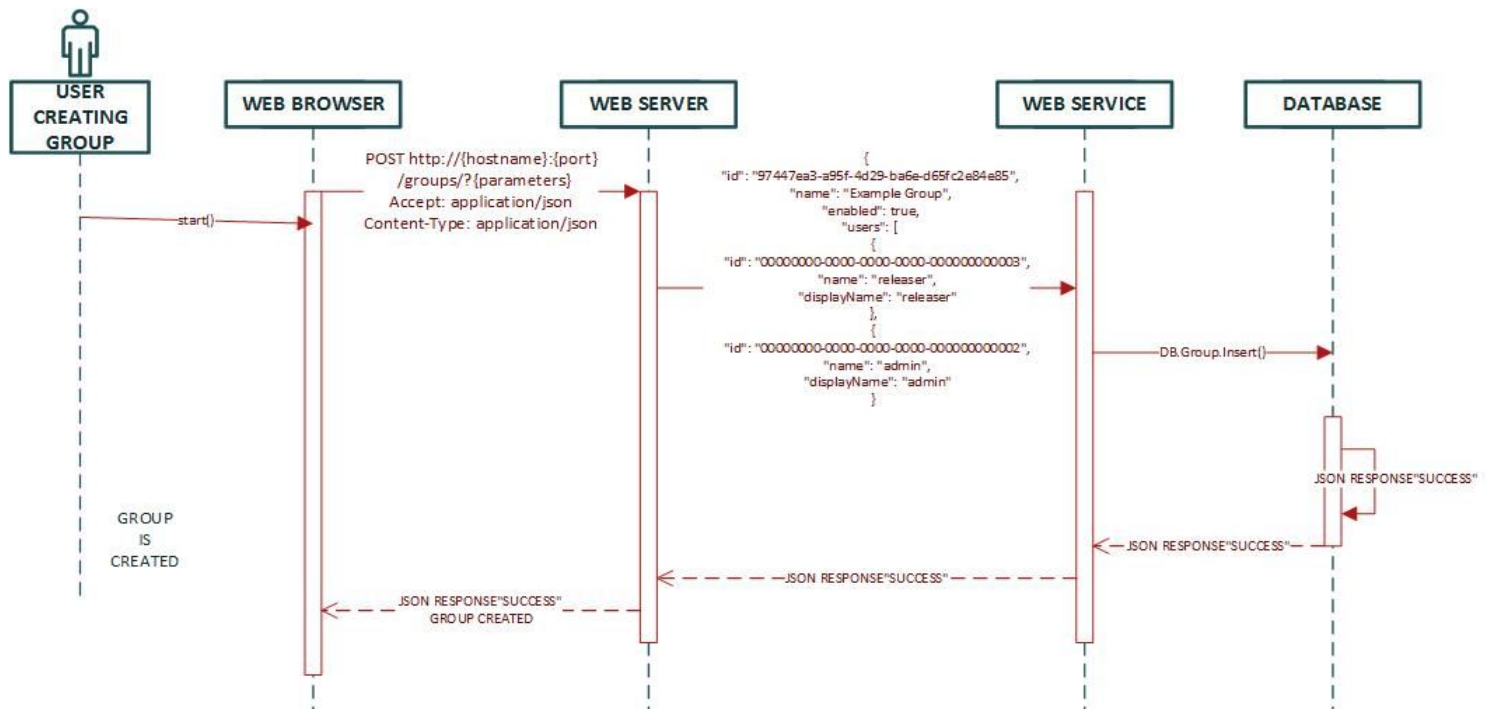 USER
CREATING
GROUP
WEB BROWSER
WEB SERVER
WEB SERVICE
DATABASE
POST http://{hostname}:{port}
/groups/?{parameters}
Accept: application/json
Content-Type: application/json
start()
{
"id": "97447ea3-a95f-4d29-ba6e-d65fc2e84e85",
"name": "Example Group",
"enabled": true,
"users": [
{
"id": "00000000-0000-0000-0000-000000000003",
"name": "releaser",
"displayName": "releaser"
},
{
"id": "00000000-0000-0000-0000-000000000002",
"name": "admin",
"displayName": "admin"
}
DB.Group.Insert()
JSON RESPONSE"SUCCESS"
GROUP
IS
CREATED
JSON RESPONSE"SUCCESS"
JSON RESPONSE"SUCCESS"
JSON RESPONSE"SUCCESS"
GROUP CREATED